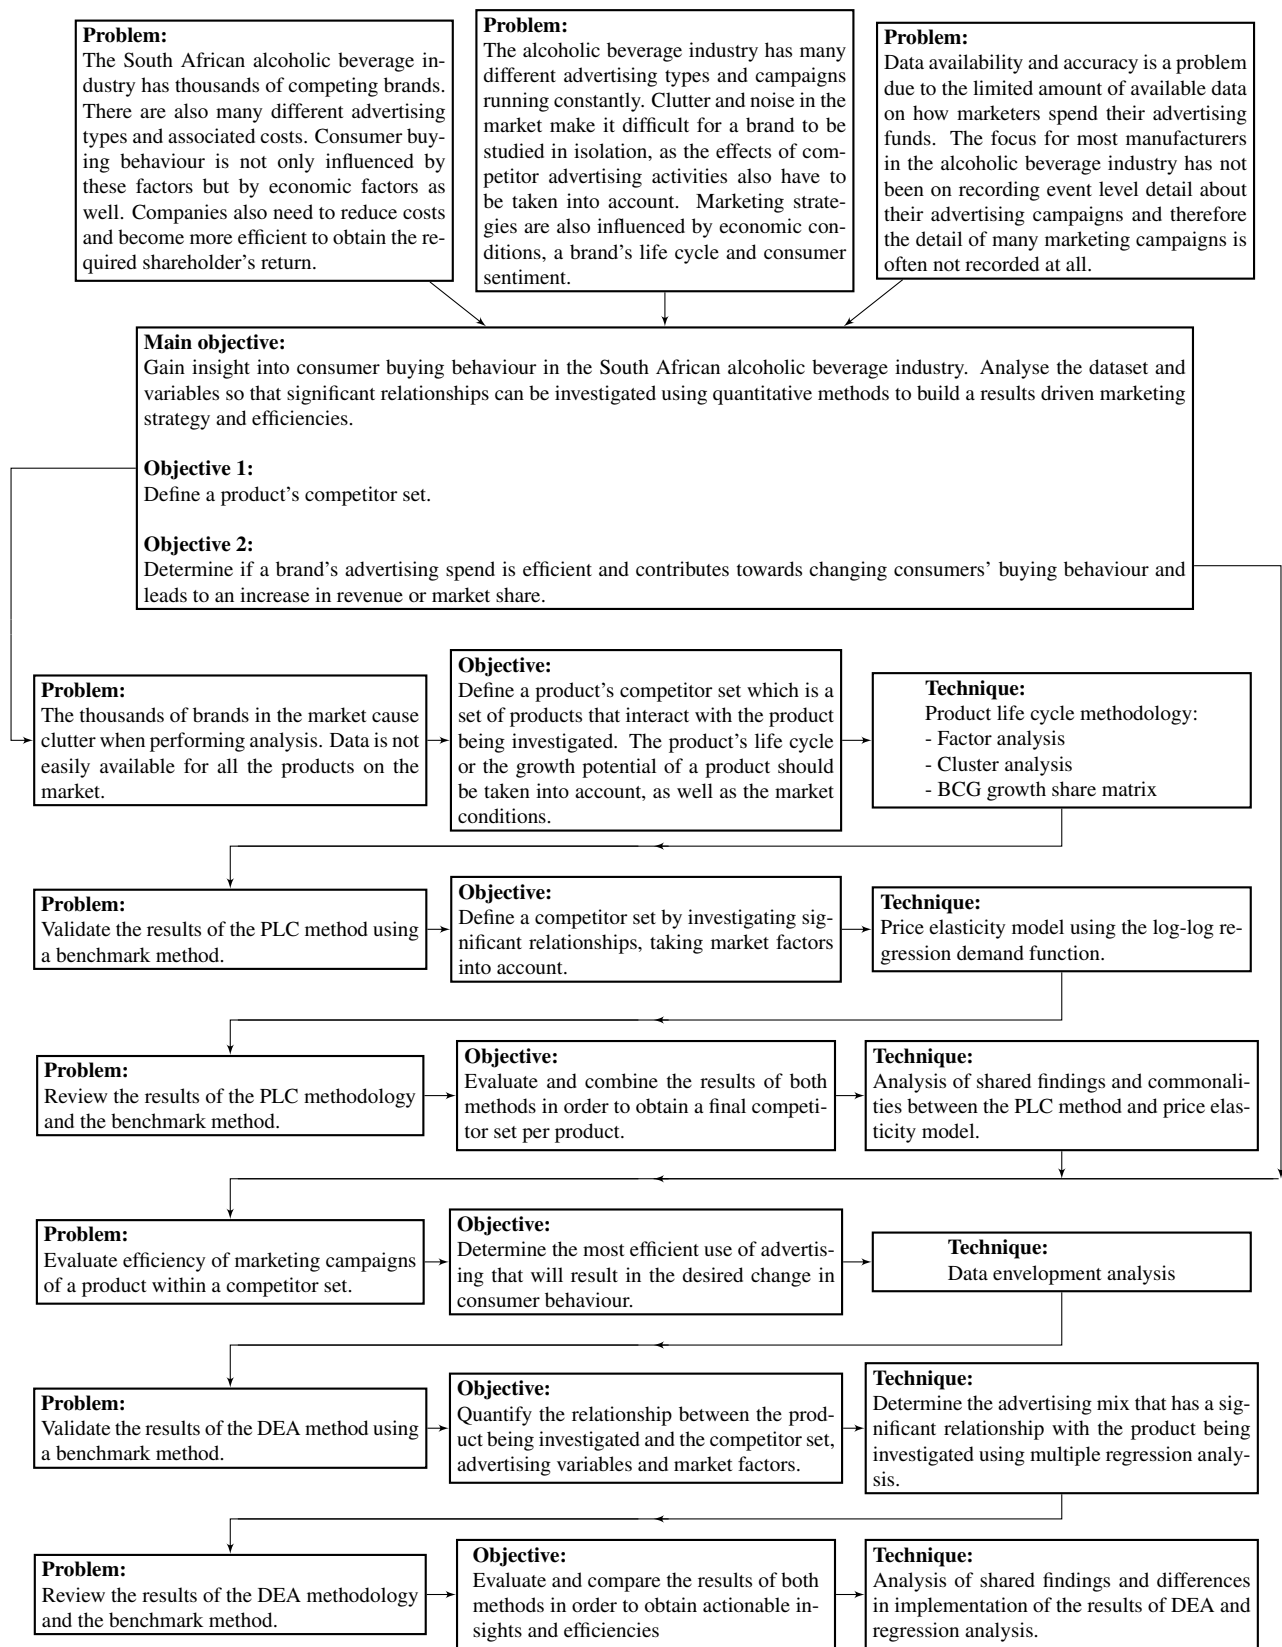 Problem:
The South African alcoholic beverage in-
dustry has thousands of competing brands.
There are also many different advertising
types and associated costs. Consumer buy-
ing behaviour is not only influenced by
these factors but by economic factors as
well. Companies also need to reduce costs
and become more efficient to obtain the re-
quired shareholder's return.
Problem:
The alcoholic beverage industry has many
different advertising types and campaigns
running constantly. Clutter and noise in the
market make it difficult for a brand to be
studied in isolation, as the effects of com-
petitor advertising activities also have to
be taken into account. Marketing strate-
gies are also influenced by economic con-
ditions, a brand's life cycle and consumer
sentiment.
Problem:
Data availability and accuracy is a problem
due to the limited amount of available data
on how marketers spend their advertising
funds. The focus for most manufacturers
in the alcoholic beverage industry has not
been on recording event level detail about
their advertising campaigns and therefore
the detail of many marketing campaigns is
often not recorded at all.
Main objective:
Gain insight into consumer buying behaviour in the South African alcoholic beverage industry. Analyse the dataset and
variables so that significant relationships can be investigated using quantitative methods to build a results driven marketing
strategy and efficiencies.
Objective 1:
Define a product's competitor set.
Objective 2:
Determine if a brand's advertising spend is efficient and contributes towards changing consumers' buying behaviour and
leads to an increase in revenue or market share.
Problem:
The thousands of brands in the market cause
clutter when performing analysis. Data is not
easily available for all the products on the
market.
Objective:
Define a product's competitor set which is a
set of products that interact with the product
being investigated. The product's life cycle
or the growth potential of a product should
be taken into account, as well as the market
conditions.
Technique:
Product life cycle methodology:
- Factor analysis
- Cluster analysis
- BCG growth share matrix
Problem:
Validate the results of the PLC method using
a benchmark method.
Objective:
Define a competitor set by investigating sig-
nificant relationships, taking market factors
into account.
Technique:
Price elasticity model using the log-log re-
gression demand function.
Problem:
Review the results of the PLC methodology
and the benchmark method.
Objective:
Evaluate and combine the results of both
methods in order to obtain a final competi-
tor set per product.
Technique:
Analysis of shared findings and commonali-
ties between the PLC method and price elas-
ticity model.
Problem:
Evaluate efficiency of marketing campaigns
of a product within a competitor set.
Objective:
Determine the most efficient use of advertis-
ing that will result in the desired change in
consumer behaviour.
Technique:
Data envelopment analysis
Problem:
Validate the results of the DEA method using
a benchmark method.
Objective:
Quantify the relationship between the prod-
uct being investigated and the competitor set,
advertising variables and market factors.
Technique:
Determine the advertising mix that has a sig-
nificant relationship with the product being
investigated using multiple regression analy-
sis.
Problem:
Review the results of the DEA methodology
and the benchmark method.
Objective:
Evaluate and compare the results of both
methods in order to obtain actionable in-
sights and efficiencies
Technique:
Analysis of shared findings and differences
in implementation of the results of DEA and
regression analysis.